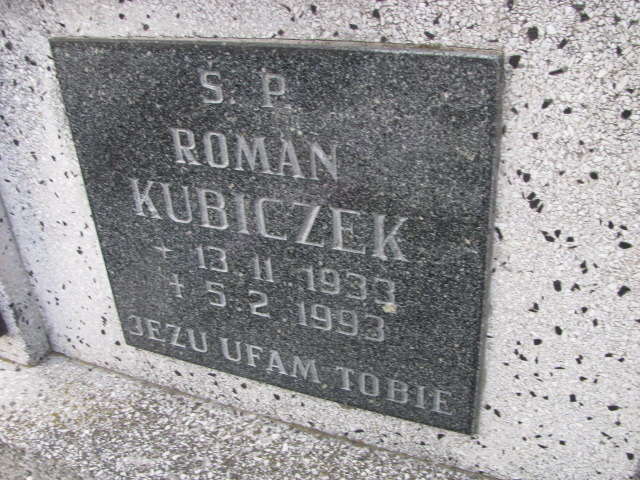 Ś. P.
ROMAN
KUBICZEK
+ 13.11.1933
† 5.2.1993
JEZU UFAM TOBIE